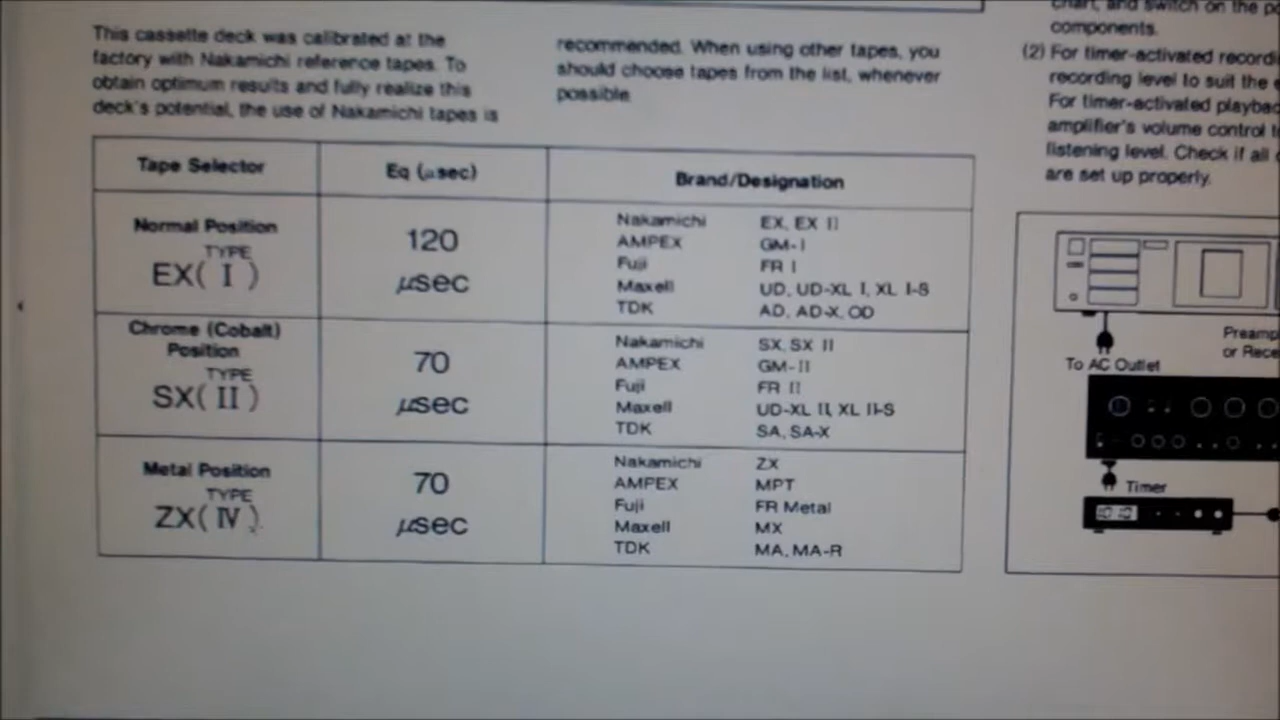 This cassette deck was calibrated at the
factory with Nakamichi reference tapes. To
obtain optimum results and fully realize this
deck's potential, the use of Nakamichi tapes is
recommended. When using other tapes, you
should choose tapes from the list, whenever
possible.
Tape Selector Eq (μsec) Brand/Designation
Normal Position
TYPE
EX( I )
120
μsec
Nakamichi EX, EX II
AMPEX GM-I
Fuji FR I
Maxell UD, UD-XL I, XL I-S
TDK AD, AD-X, OD
Chrome (Cobalt)
Position
TYPE
SX( II )
70
μsec
Nakamichi SX, SX II
AMPEX GM-II
Fuji FR II
Maxell UD-XL II, XL II-S
TDK SA, SA-X
Metal Position
TYPE
ZX( IV )
70
μsec
Nakamichi ZX
AMPEX MPT
Fuji FR Metal
Maxell MX
TDK MA, MA-R
chart, and switch on the
components.
(2) For timer-activated
recording level to suit the
For timer-activated
amplifier's volume control
listening level. Check if all
are set up properly.
To AC Outlet
or
Timer